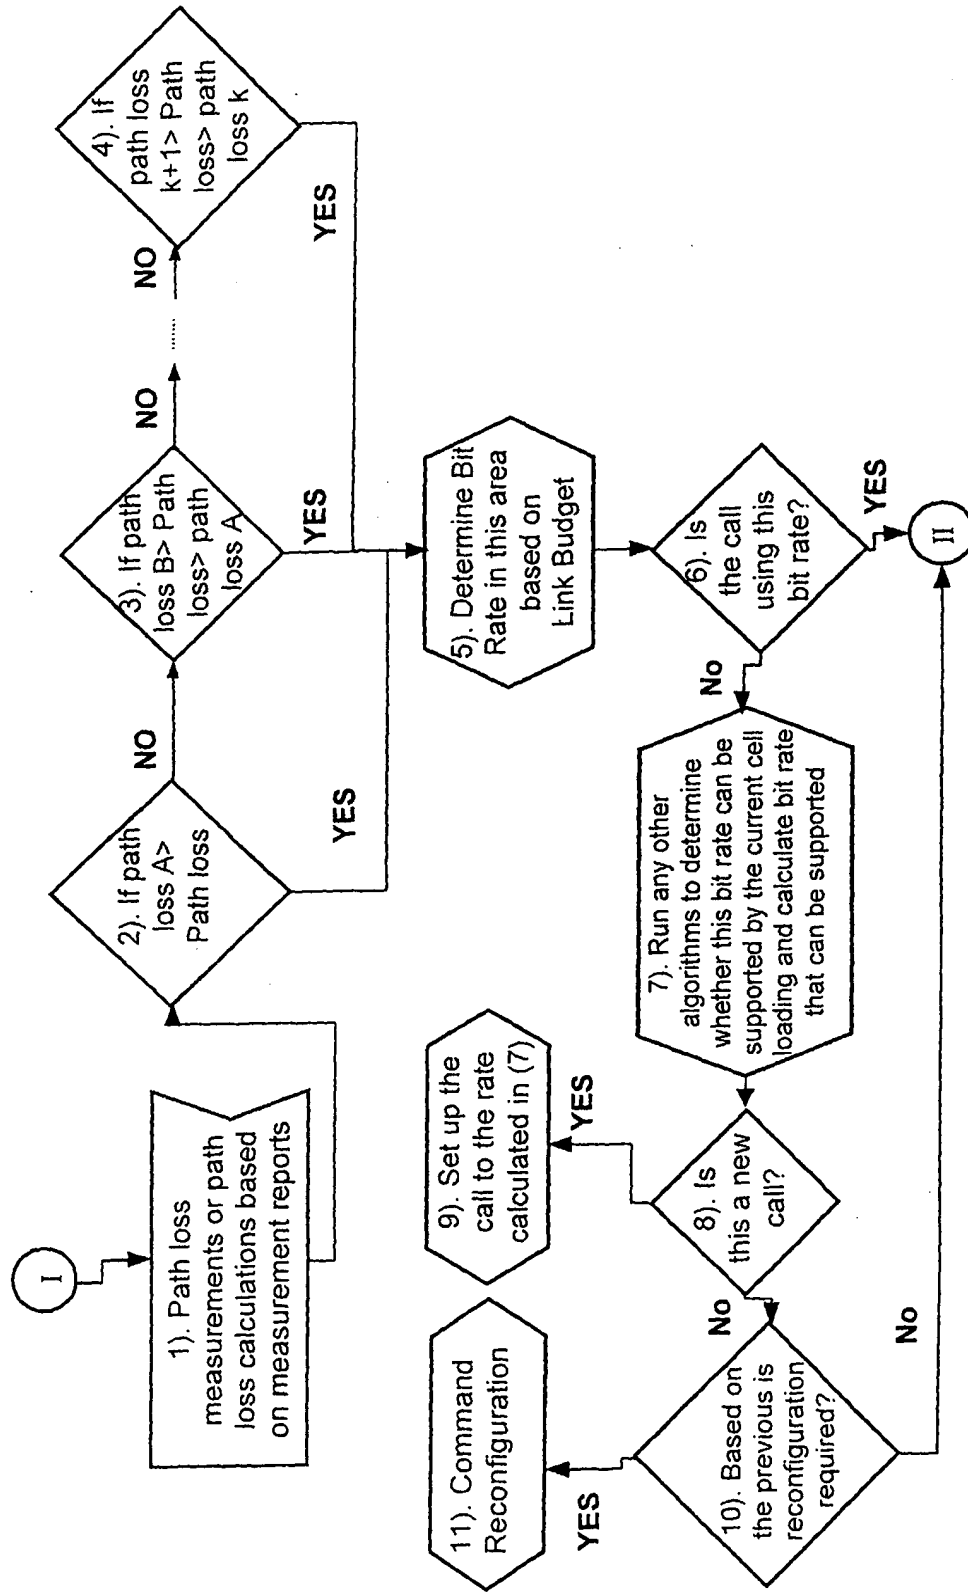 I
1). Path loss
measurements or path
loss calculations based
on measurement reports
2). If path
loss A>
Path loss
NO
YES
3). If path
loss B> Path
loss> path
loss A
NO
YES
......
NO
4). If
path loss
k+1> Path
loss> path
loss k
YES
5). Determine Bit
Rate in this area
based on
Link Budget
6). Is
the call
using this
bit rate?
YES
II
No
7). Run any other
algorithms to determine
whether this bit rate can be
supported by the current cell
loading and calculate bit rate
that can be supported
8). Is
this a new
call?
YES
9). Set up the
call to the rate
calculated in (7)
No
10). Based on
the previous is
reconfiguration
required?
YES
11). Command
Reconfiguration
No